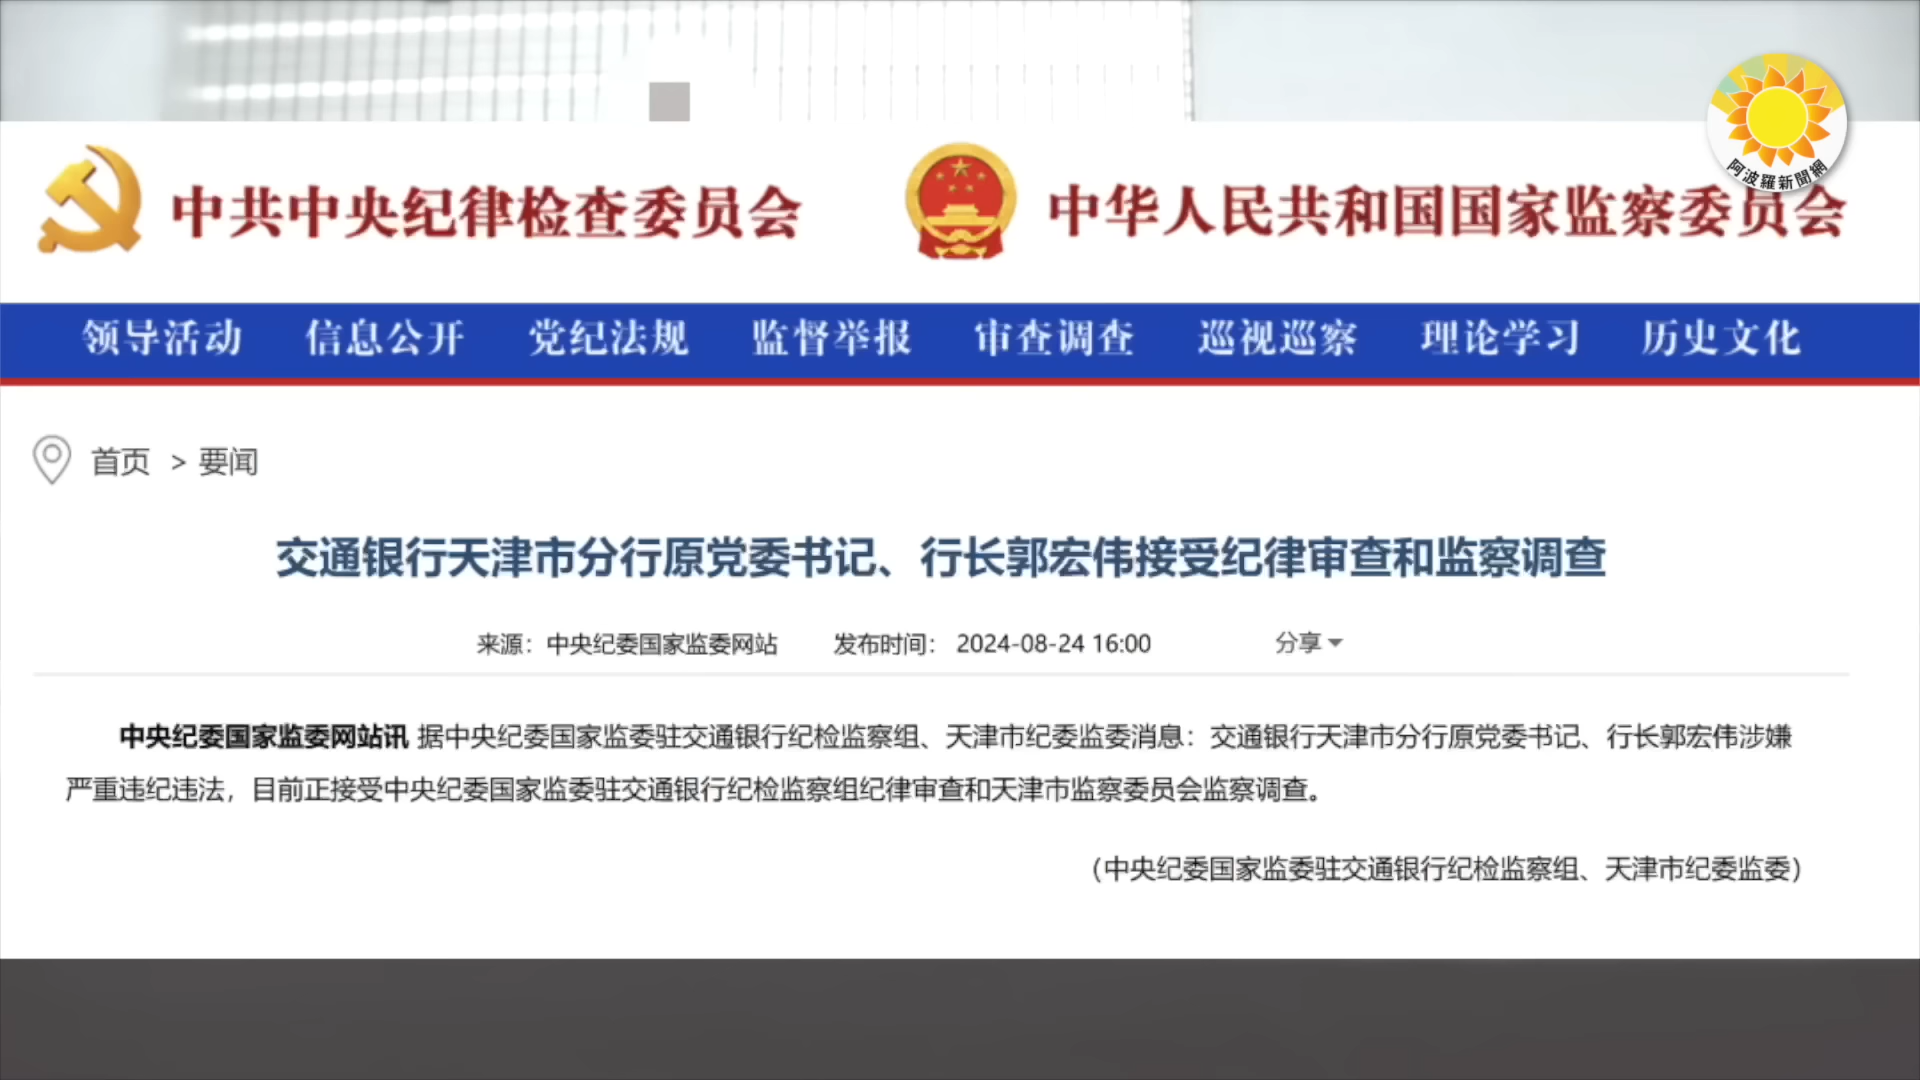 阿波羅新聞網
中共中央纪律检查委员会
中华人民共和国国家监察委员会
领导活动 信息公开 党纪法规 监督举报 审查调查 巡视巡察 理论学习 历史文化
首页 > 要闻
交通银行天津市分行原党委书记、行长郭宏伟接受纪律审查和监察调查
来源：中央纪委国家监委网站 发布时间： 2024-08-24 16:00 分享
中央纪委国家监委网站讯 据中央纪委国家监委驻交通银行纪检监察组、天津市纪委监委消息：交通银行天津市分行原党委书记、行长郭宏伟涉嫌
严重违纪违法，目前正接受中央纪委国家监委驻交通银行纪检监察组纪律审查和天津市监察委员会监察调查。
（中央纪委国家监委驻交通银行纪检监察组、天津市纪委监委）